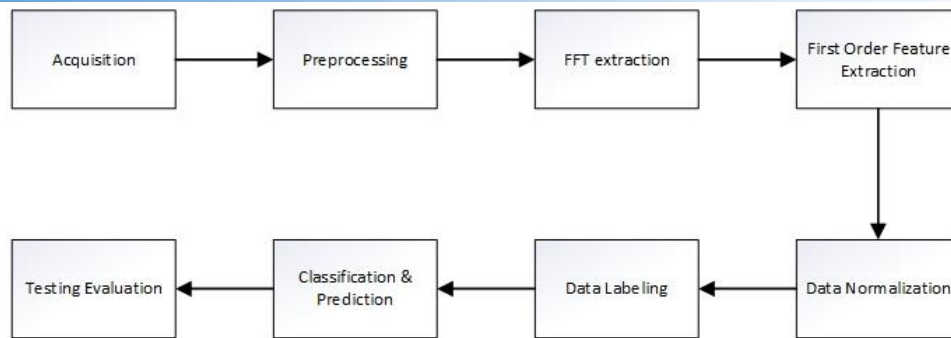 Acquisition
Preprocessing
FFT extraction
First Order Feature
Extraction
Testing Evaluation
Classification &
Prediction
Data Labeling
Data Normalization